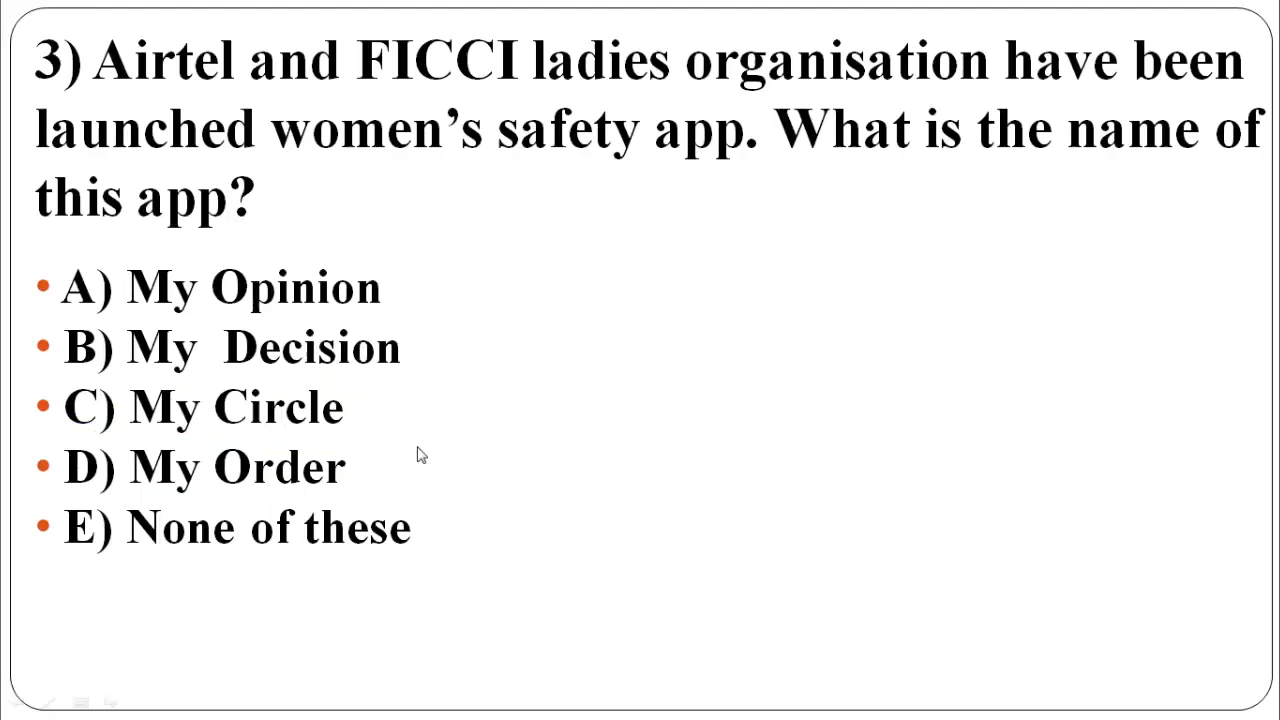 3) Airtel and FICCI ladies organisation have been
launched women’s safety app. What is the name of
this app?
• A) My Opinion
• B) My  Decision
• C) My Circle
• D) My Order
• E) None of these